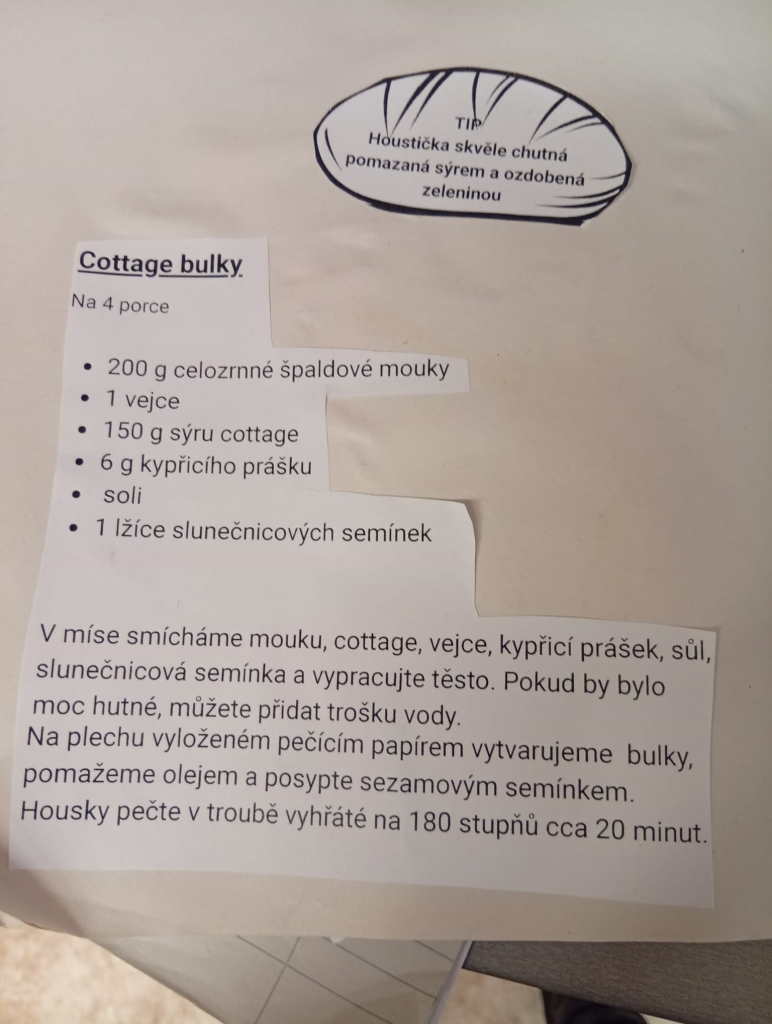 TIP
Houstička skvěle chutná
pomazaná sýrem a ozdobená
zeleninou
Cottage bulky
Na 4 porce
• 200 g celozrnné špaldové mouky
• 1 vejce
• 150 g sýru cottage
• 6 g kypřicího prášku
• soli
• 1 lžíce slunečnicových semínek
V míse smícháme mouku, cottage, vejce, kypřicí prášek, sůl,
slunečnicová semínka a vypracujte těsto. Pokud by bylo
moc hutné, můžete přidat trošku vody.
Na plechu vyloženém pečícím papírem vytvarujeme bulky,
pomažeme olejem a posypte sezamovým semínkem.
Housky pečte v troubě vyhřáté na 180 stupňů cca 20 minut.